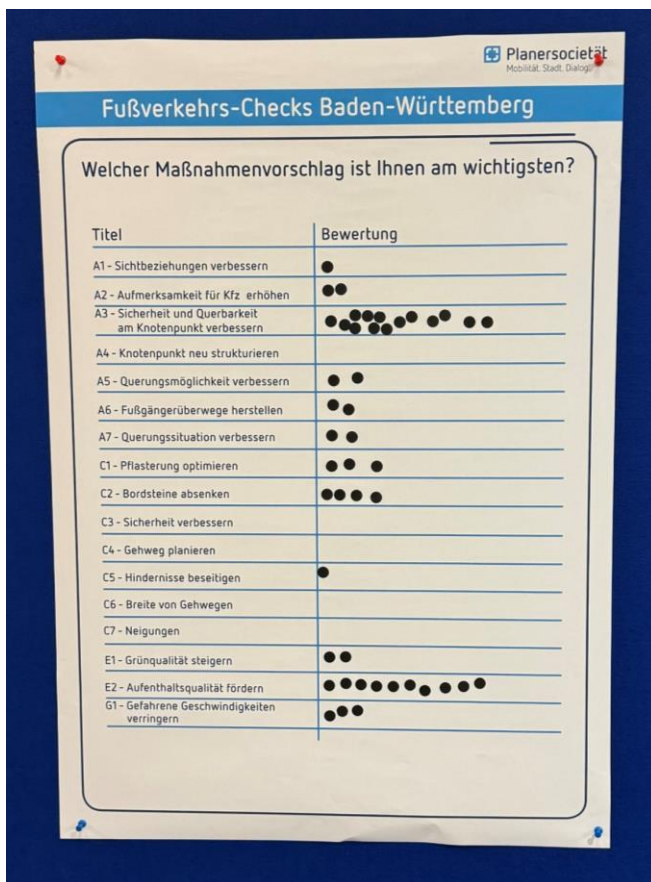 Planersocietät
Mobilität. Stadt. Dialog.
Fußverkehrs-Checks Baden-Württemberg
Welcher Maßnahmenvorschlag ist Ihnen am wichtigsten?
Titel Bewertung
A1 - Sichtbeziehungen verbessern
A2 - Aufmerksamkeit für Kfz erhöhen
A3 - Sicherheit und Querbarkeit
am Knotenpunkt verbessern
A4 - Knotenpunkt neu strukturieren
A5 - Querungsmöglichkeit verbessern
A6 - Fußgängerüberwege herstellen
A7 - Querungssituation verbessern
C1 - Pflasterung optimieren
C2 - Bordsteine absenken
C3 - Sicherheit verbessern
C4 - Gehweg planieren
C5 - Hindernisse beseitigen
C6 - Breite von Gehwegen
C7 - Neigungen
E1 - Grünqualität steigern
E2 - Aufenthaltsqualität fördern
G1 - Gefahrene Geschwindigkeiten
verringern